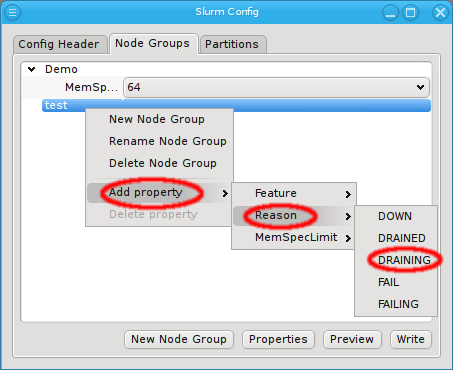 Slurm Config
Config Header Node Groups Partitions
Demo
MemSp... 64
test
New Node Group
Rename Node Group
Delete Node Group
Add property
Delete property
Feature
Reason
MemSpecLimit
DOWN
DRAINED
DRAINING
FAIL
FAILING
New Node Group Properties Preview Write